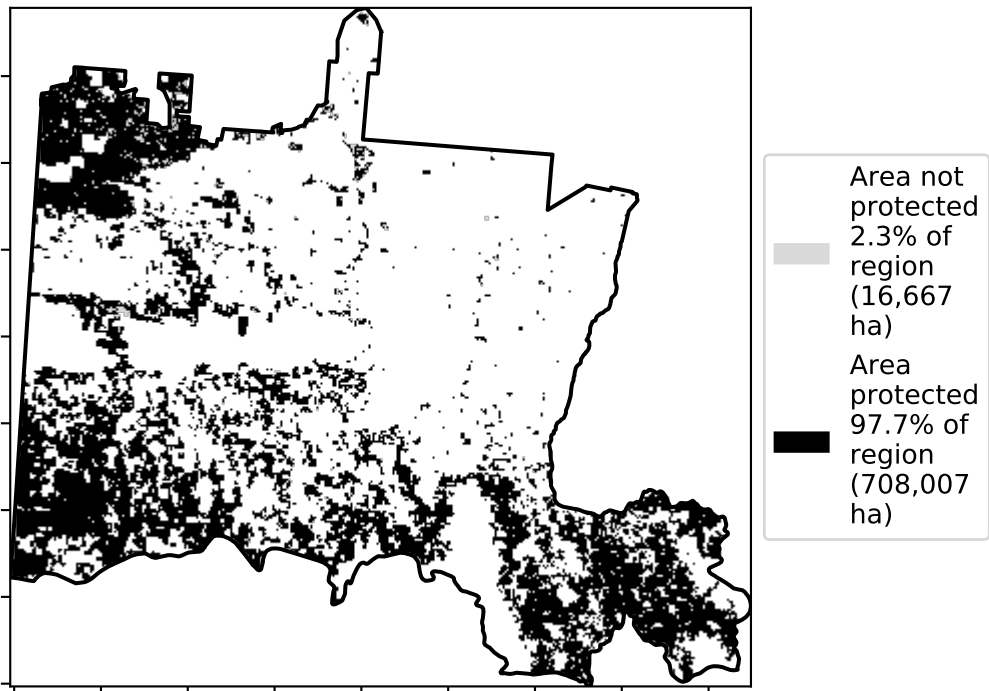 Area not
protected
2.3% of
region
(16,667
ha)
Area
protected
97.7% of
region
(708,007
ha)